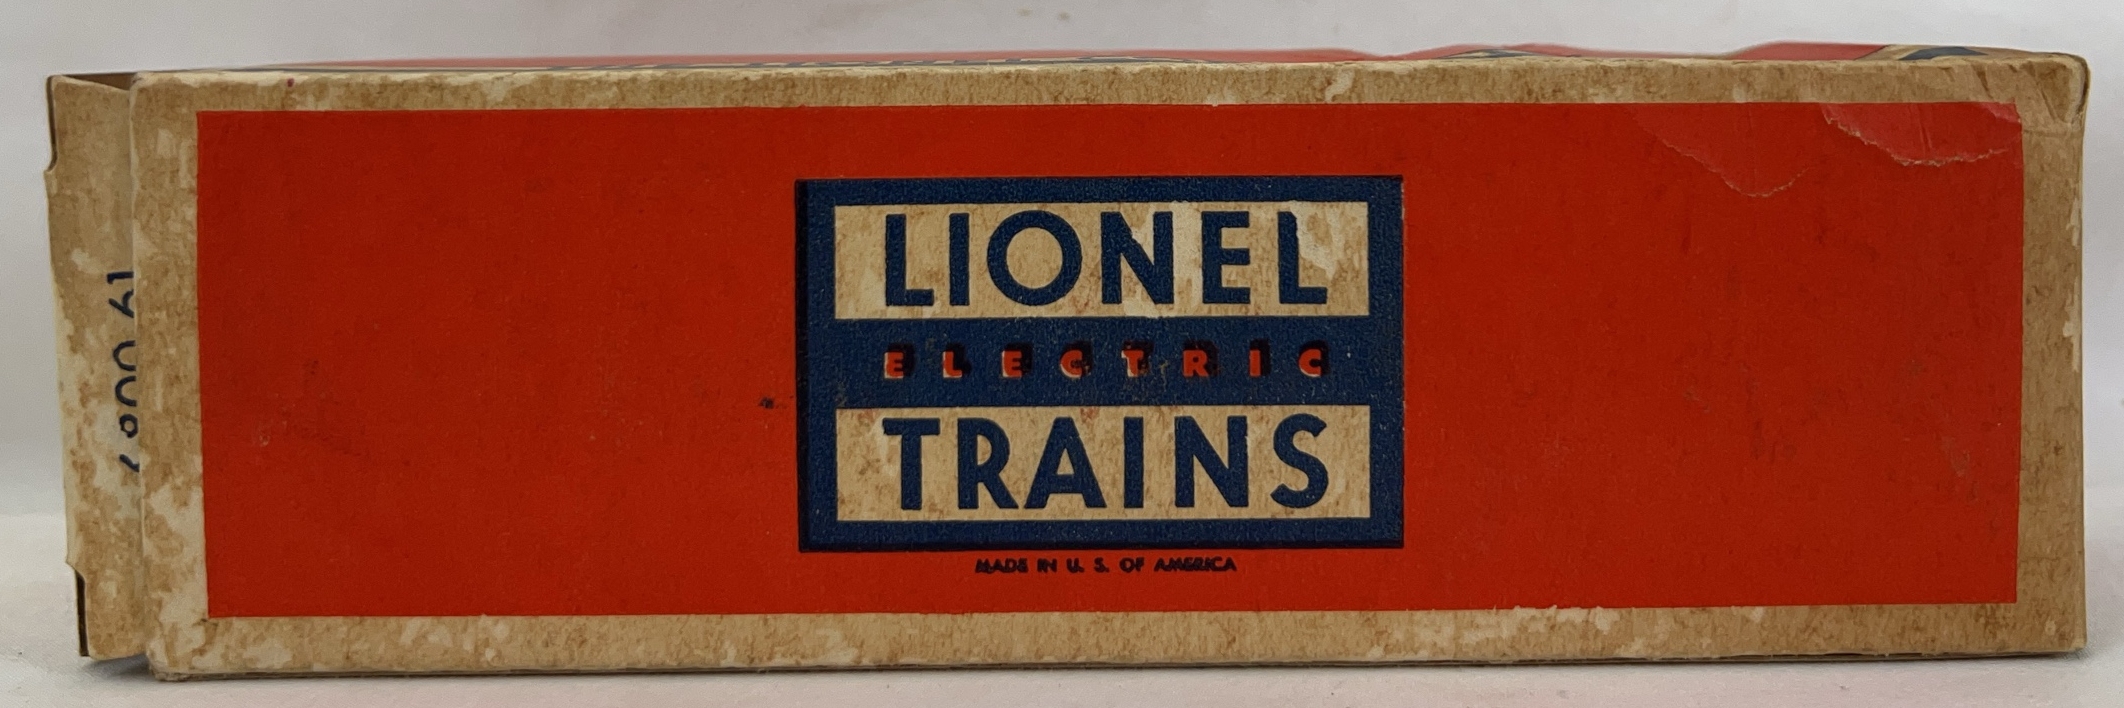 LIONEL
ELECTRIC
TRAINS
MADE IN U. S. OF AMERICA